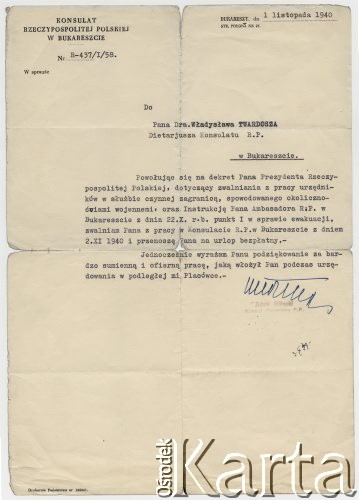 KONSULAT
RZECZYPOSPOLITEJ POLSKIEJ
W BUKARESZCIE
Nr R-437/I/58.
W sprawie
BUKARESZT, dn 1 listopada 1940
Do
Pana Dra.Władysława TWARDOSZA
Dietarjusza Konsulatu R.P.
w Bukareszcie.
Powołując się na dekret Pana Prezydenta Rzeczy-
pospolitej Polskiej, dotyczący zwalniania z pracy urzędni-
ków w służbie czynnej zagranicą, spowodowanego okoliczno-
ściami wojennemi, oraz Instrukcję Pana Ambasadora R.P. w
Bukareszcie z dnia 22.X. r.b. punkt I w sprawie ewakuacji,
zwalniam Pana z pracy w Konsulacie R.P.w Bukareszcie z dniem
2.XI 1940 i przenoszę Pana na urlop bezpłatny.-
Jednocześnie wyrażam Panu podziękowanie za bar-
dzo sumienną i ofiarną pracę, jaką włożył Pan podczas urzę-
dowania w podległej mi Placówce.-
Ośrodek
Karta